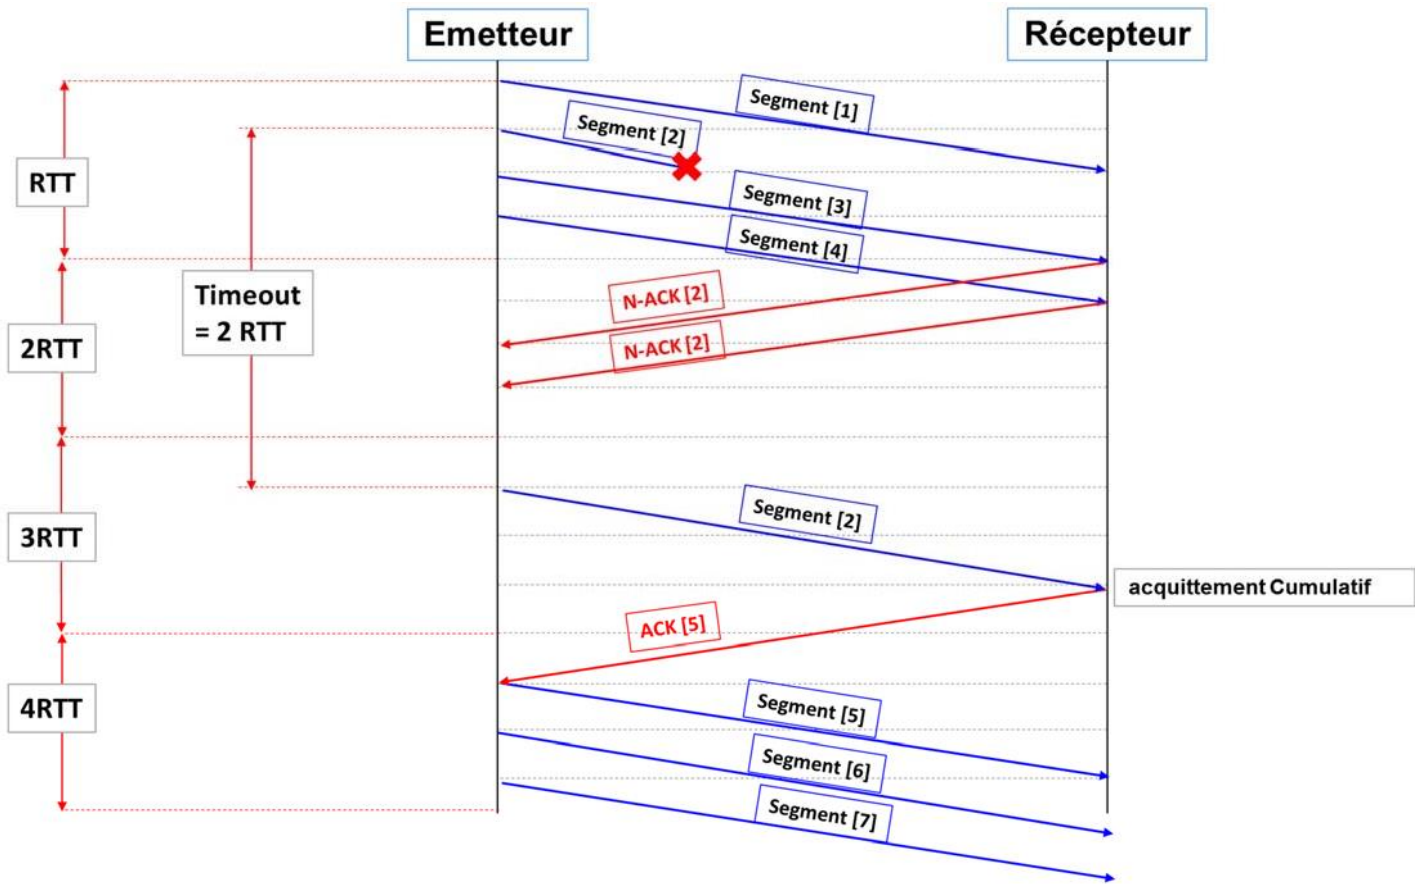 Emetteur
Récepteur
Segment [1]
Segment [2]
RTT
Segment [3]
Segment [4]
Timeout
= 2 RTT
N-ACK [2]
2RTT
N-ACK [2]
Segment [2]
3RTT
acquittement Cumulatif
ACK [5]
4RTT
Segment [5]
Segment [6]
Segment [7]